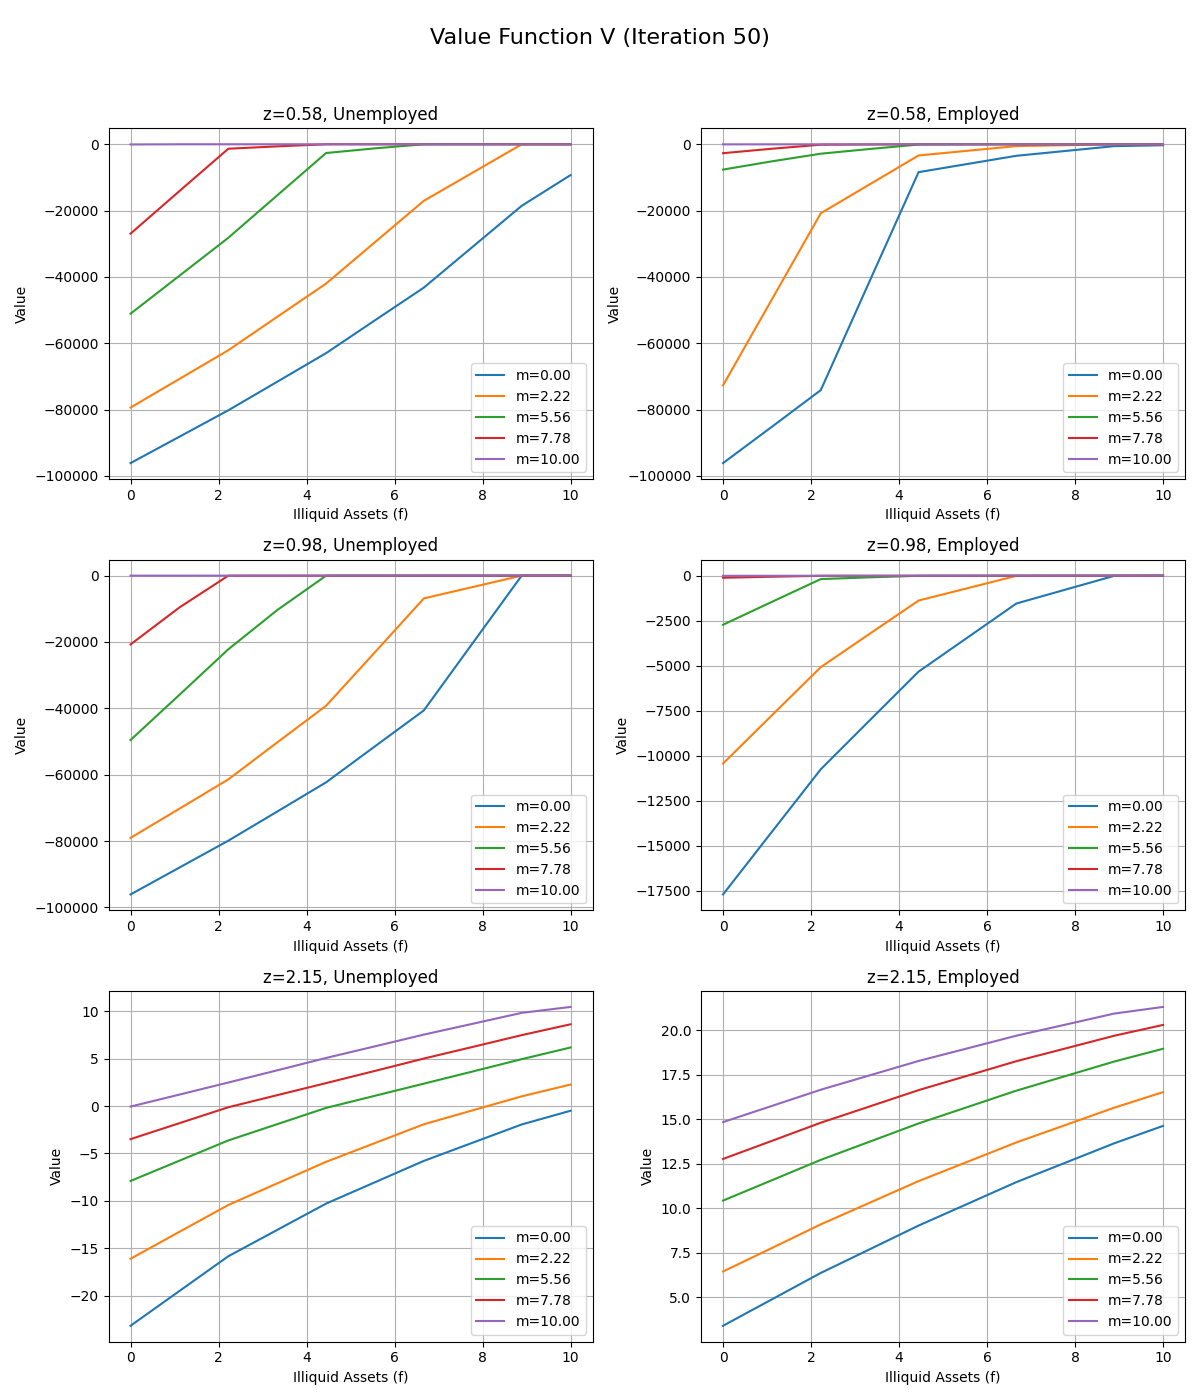 Value Function V (Iteration 50)
z=0.58, Unemployed
Value
0
−20000
−40000
−60000
−80000
−100000
0 2 4 6 8 10
Illiquid Assets (f)
m=0.00
m=2.22
m=5.56
m=7.78
m=10.00
z=0.58, Employed
Value
0
−20000
−40000
−60000
−80000
−100000
0 2 4 6 8 10
Illiquid Assets (f)
m=0.00
m=2.22
m=5.56
m=7.78
m=10.00
z=0.98, Unemployed
Value
0
−20000
−40000
−60000
−80000
−100000
0 2 4 6 8 10
Illiquid Assets (f)
m=0.00
m=2.22
m=5.56
m=7.78
m=10.00
z=0.98, Employed
Value
0
−2500
−5000
−7500
−10000
−12500
−15000
−17500
0 2 4 6 8 10
Illiquid Assets (f)
m=0.00
m=2.22
m=5.56
m=7.78
m=10.00
z=2.15, Unemployed
Value
10
5
0
−5
−10
−15
−20
0 2 4 6 8 10
Illiquid Assets (f)
m=0.00
m=2.22
m=5.56
m=7.78
m=10.00
z=2.15, Employed
Value
20.0
17.5
15.0
12.5
10.0
7.5
5.0
0 2 4 6 8 10
Illiquid Assets (f)
m=0.00
m=2.22
m=5.56
m=7.78
m=10.00